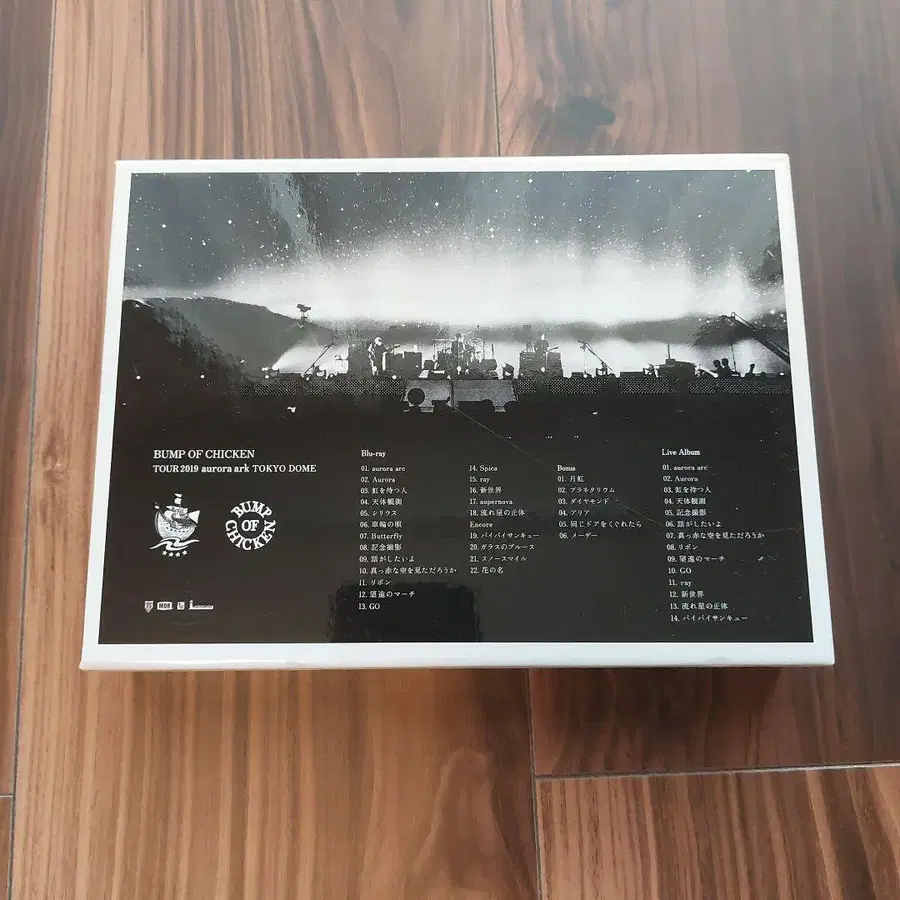 BUMP OF CHICKEN
TOUR 2019 aurora ark TOKYO DOME
BUMP
OF
CHICKEN
Blu-ray
01. aurora arc
02. Aurora
03.虹を待つ人
04. 天体観測
05. シリウス
06. 車輪の唄
07. Butterfly
08. 記念撮影
09. 話がしたいよ
10. 真っ赤な空を見ただろうか
11. リボン
12. 望遠のマーチ
13. GO
14. Spica
15. ray
16. 新世界
17. supernova
18. 流れ星の正体
Encore
19. バイバイサンキュー
20. ガラスのブルース
21. スノースマイル
22. 花の名
Bonus
01. 月虹
02. プラネタリウム
03. ダイヤモンド
04. アリア
05. 同じドアをくぐれたら
06. メーデー
Live Album
01. aurora arc
02. Aurora
03. 虹を待つ人
04. 天体観測
05. 記念撮影
06. 話がしたいよ
07. 真っ赤な空を見ただろうか
08. リボン
09. 望遠のマーチ
10. GO
11. ray
12. 新世界
13. 流れ星の正体
14. バイバイサンキュー